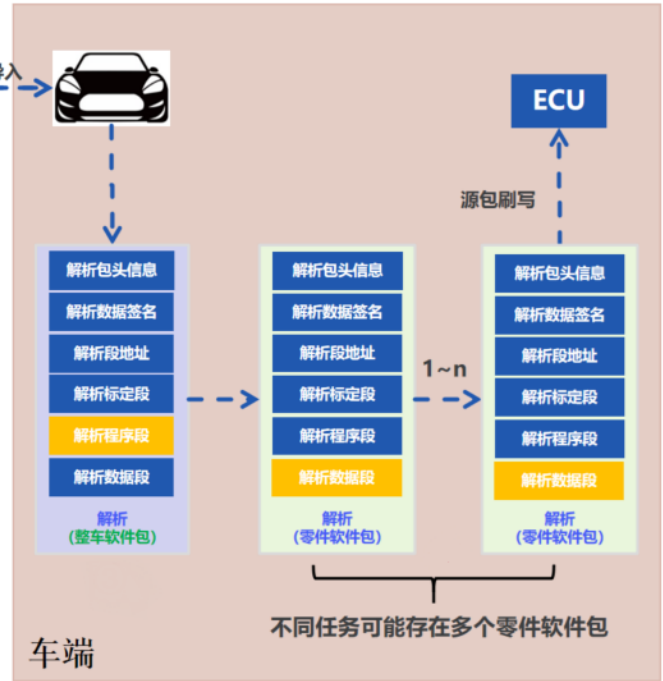 导入
ECU
源包刷写
解析包头信息
解析数据签名
解析段地址
解析标定段
解析程序段
解析数据段
解析
(整车软件包)
解析包头信息
解析数据签名
解析段地址
解析标定段
解析程序段
解析数据段
解析
(零件软件包)
1~n
解析包头信息
解析数据签名
解析段地址
解析标定段
解析程序段
解析数据段
解析
(零件软件包)
不同任务可能存在多个零件软件包
车端